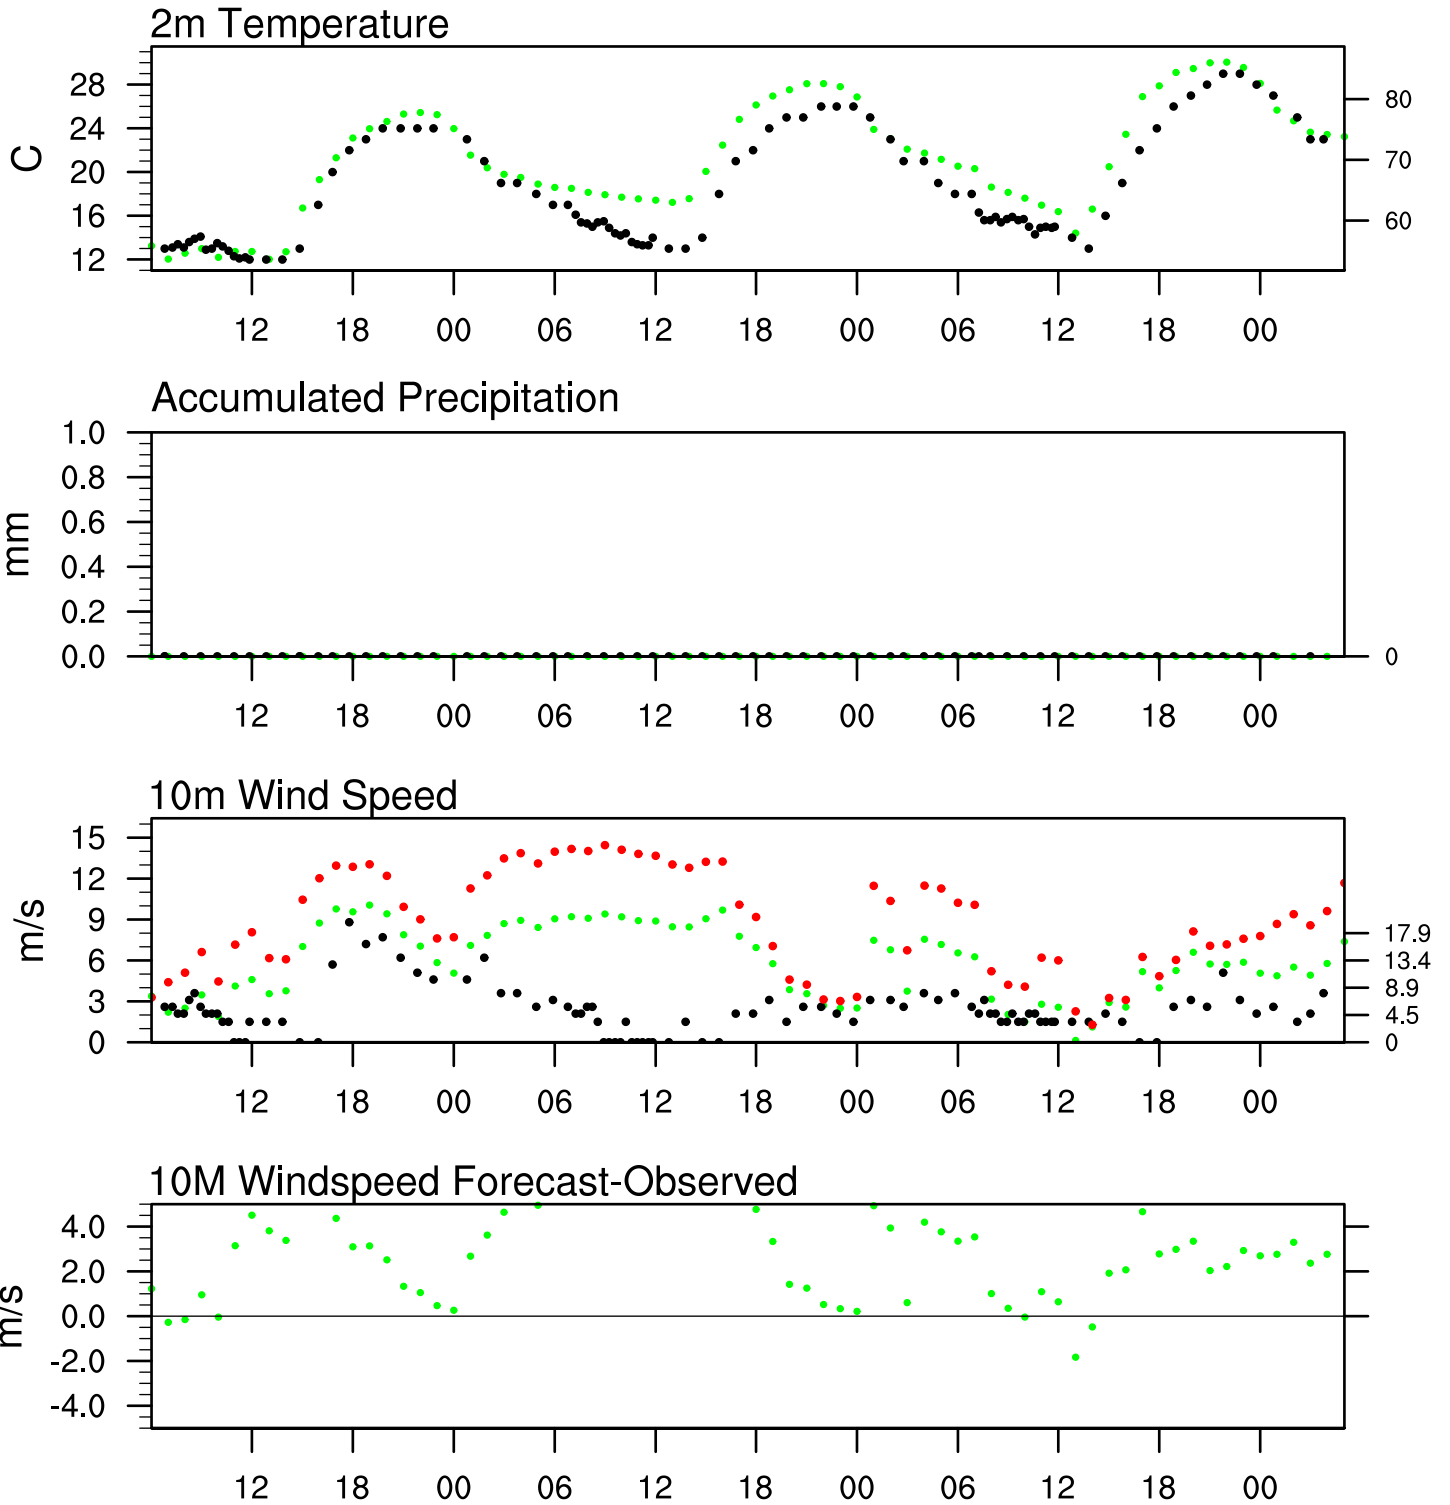 2m Temperature
28
24
20
16
12
C
80
70
60
12 18 00 06 12 18 00 06 12 18 00
Accumulated Precipitation
1.0
0.8
0.6
0.4
0.2
0.0
mm
0
12 18 00 06 12 18 00 06 12 18 00
10m Wind Speed
15
12
9
6
3
0
m/s
17.9
13.4
8.9
4.5
0
12 18 00 06 12 18 00 06 12 18 00
10M Windspeed Forecast-Observed
4.0
2.0
0.0
-2.0
-4.0
m/s
12 18 00 06 12 18 00 06 12 18 00